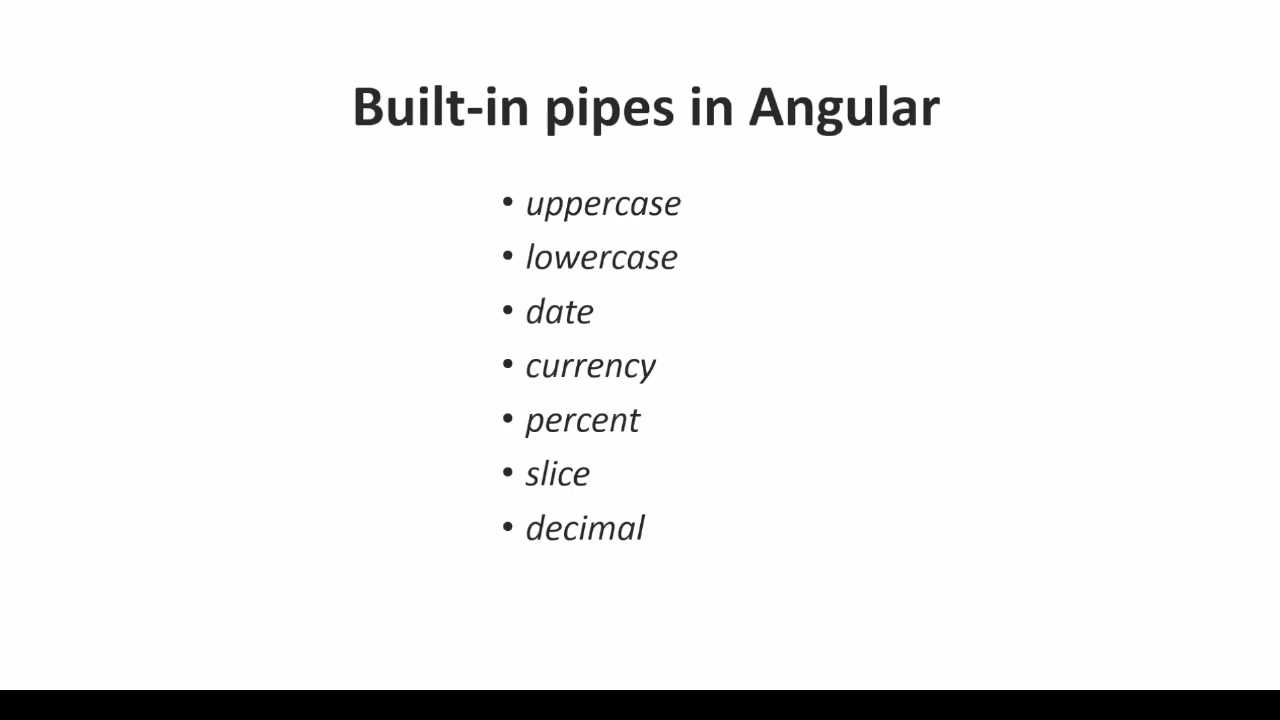 Built-in pipes in Angular
• uppercase
• lowercase
• date
• currency
• percent
• slice
• decimal